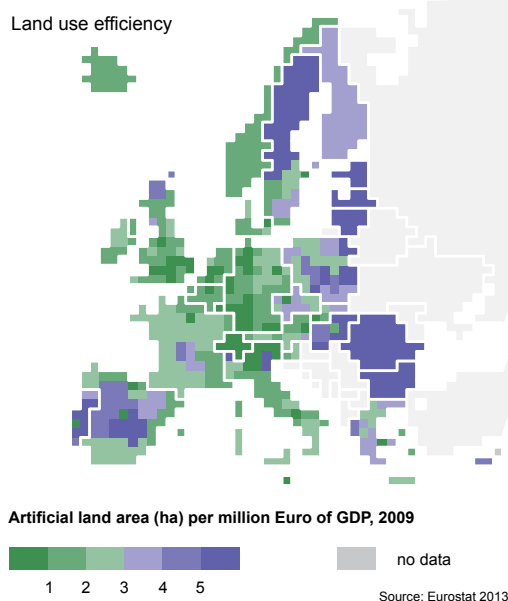 Land use efficiency
Artificial land area (ha) per million Euro of GDP, 2009
no data
1 2 3 4 5
Source: Eurostat 2013